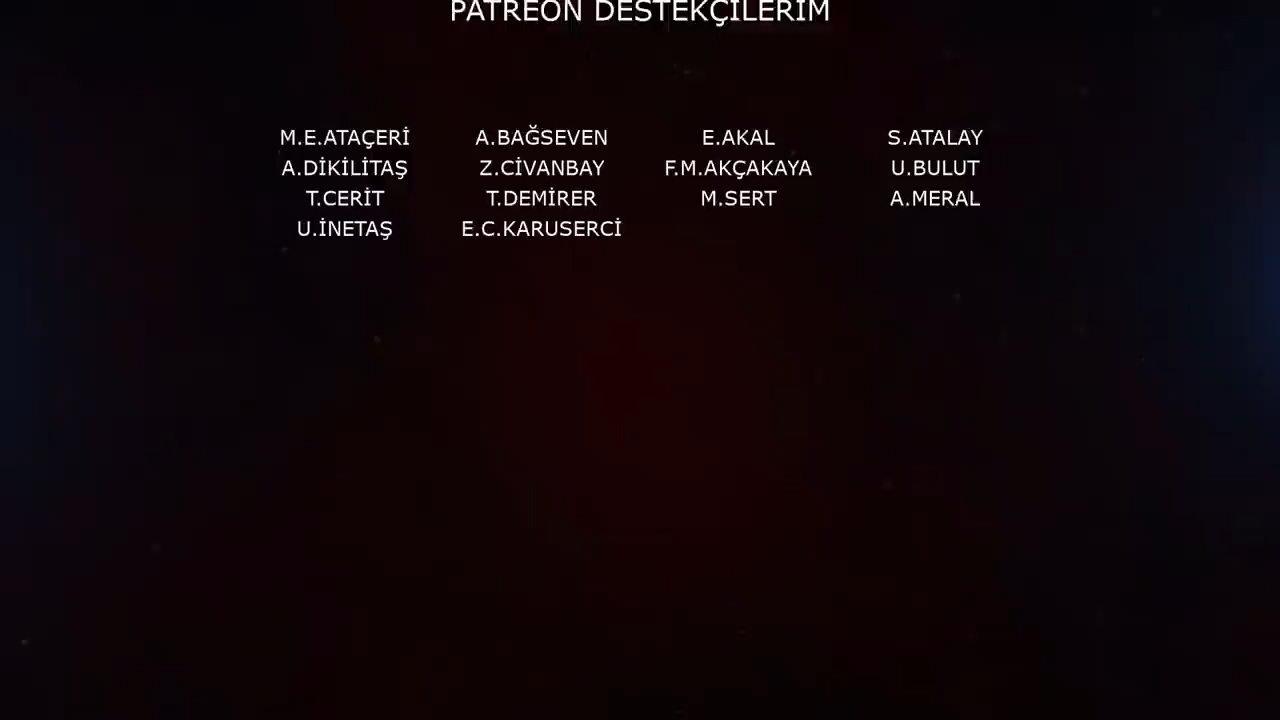 PATREON DESTEKÇİLERİM
M.E.ATAÇERİ A.BAĞSEVEN E.AKAL S.ATALAY
A.DİKİLİTAŞ Z.CİVANBAY F.M.AKÇAKAYA U.BULUT
T.CERİT T.DEMİRER M.SERT A.MERAL
U.İNETAŞ E.C.KARUSERCİ